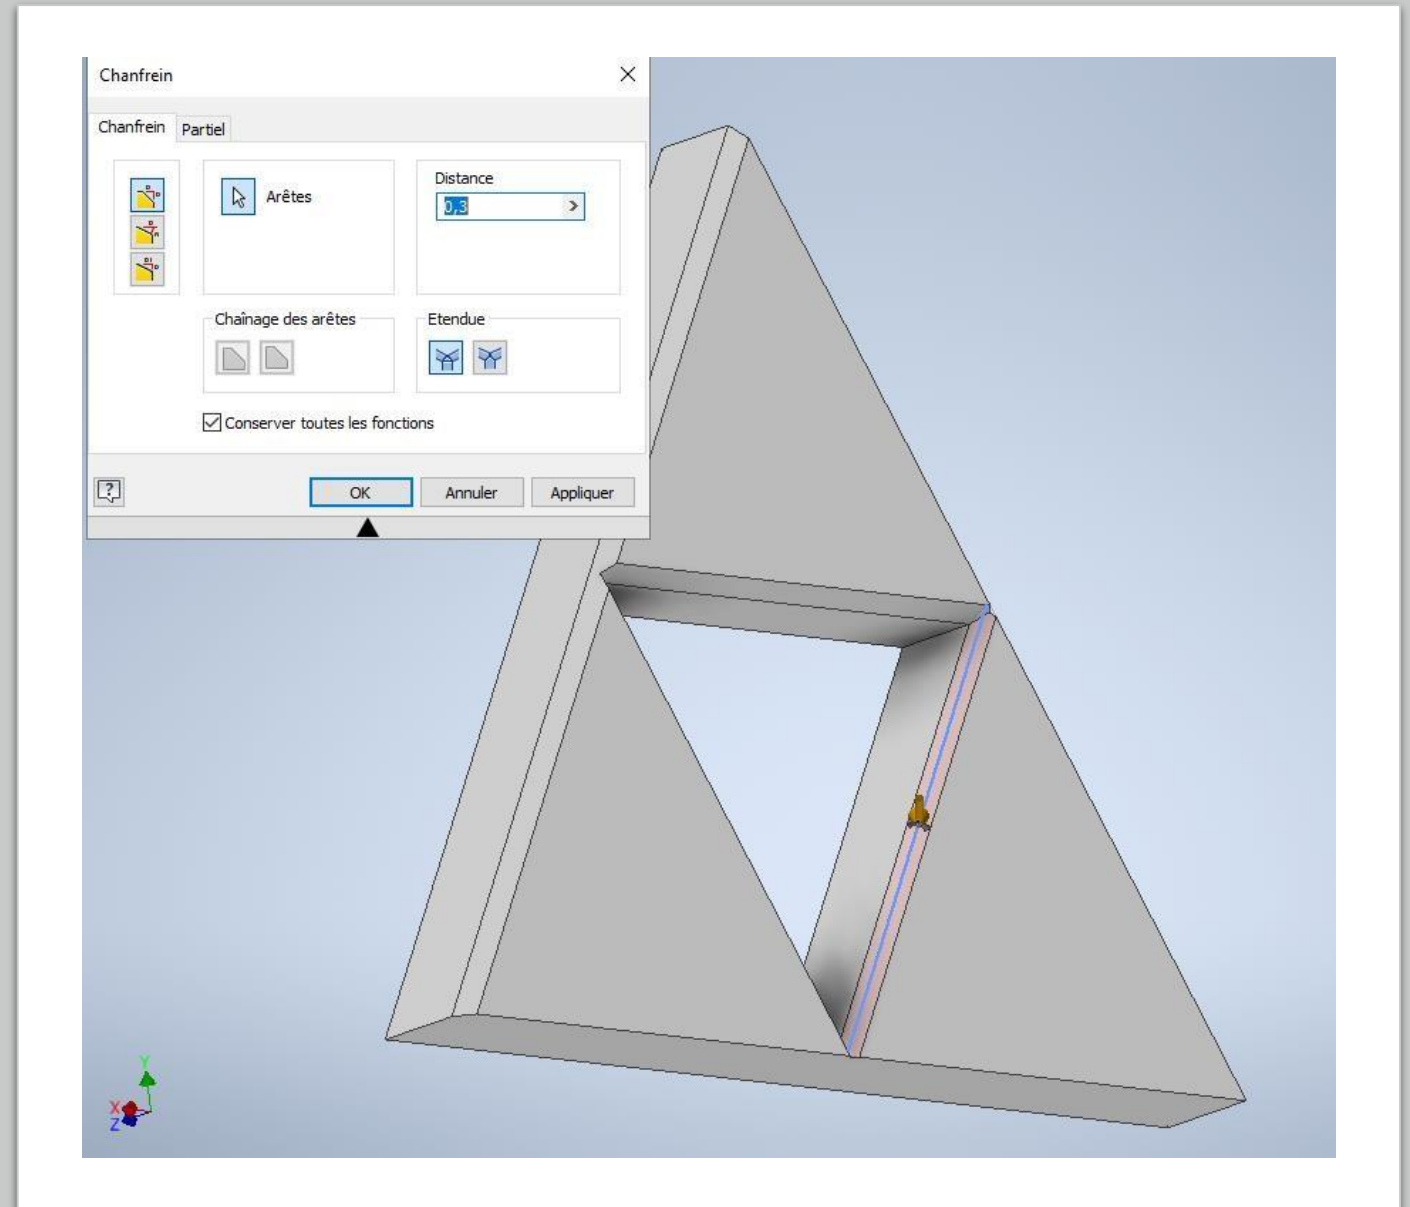 Chanfrein
Chanfrein
Partiel
Arêtes
Distance
0,3
Chaînage des arêtes
Etendue
Conserver toutes les fonctions
OK
Annuler
Appliquer
Y
X
Z